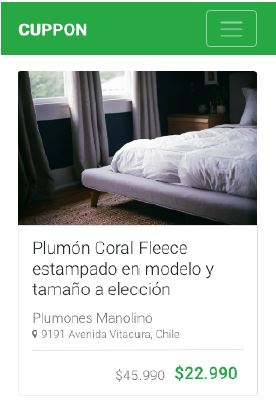 CUPPON
Plumón Coral Fleece
estampado en modelo y
tamaño a elección
Plumones Manolino
9191 Avenida Vitacura, Chile
$45.990 $22.990